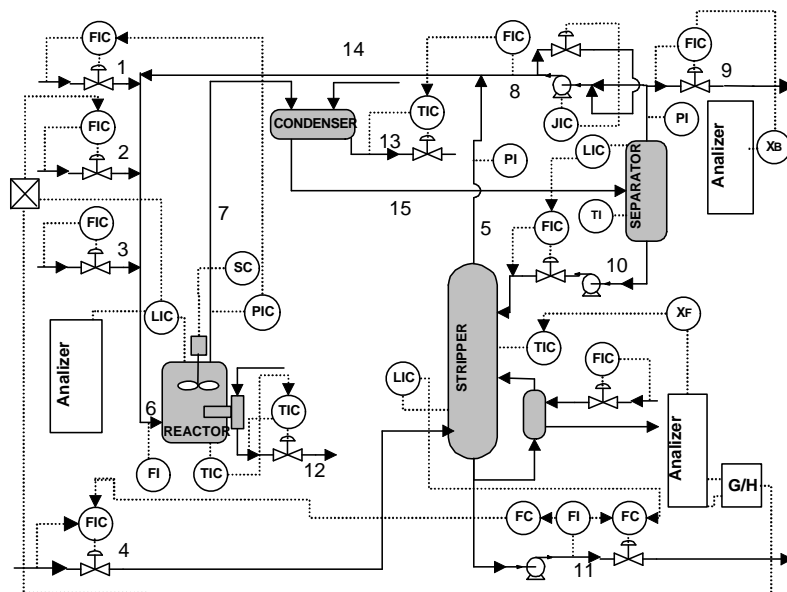 FIC
14
FIC
FIC
1
8
9
TIC
PI
CONDENSER
JIC
FIC
LIC
XB
Analizer
2
13
PI
SEPARATOR
7
15
TI
FIC
5
FIC
3
SC
10
LIC
PIC
XF
TIC
Analizer
STRIPPER
FIC
LIC
6
REACTOR
TIC
Analizer
12
FI
TIC
G/H
FIC
FC
FI
FC
4
11